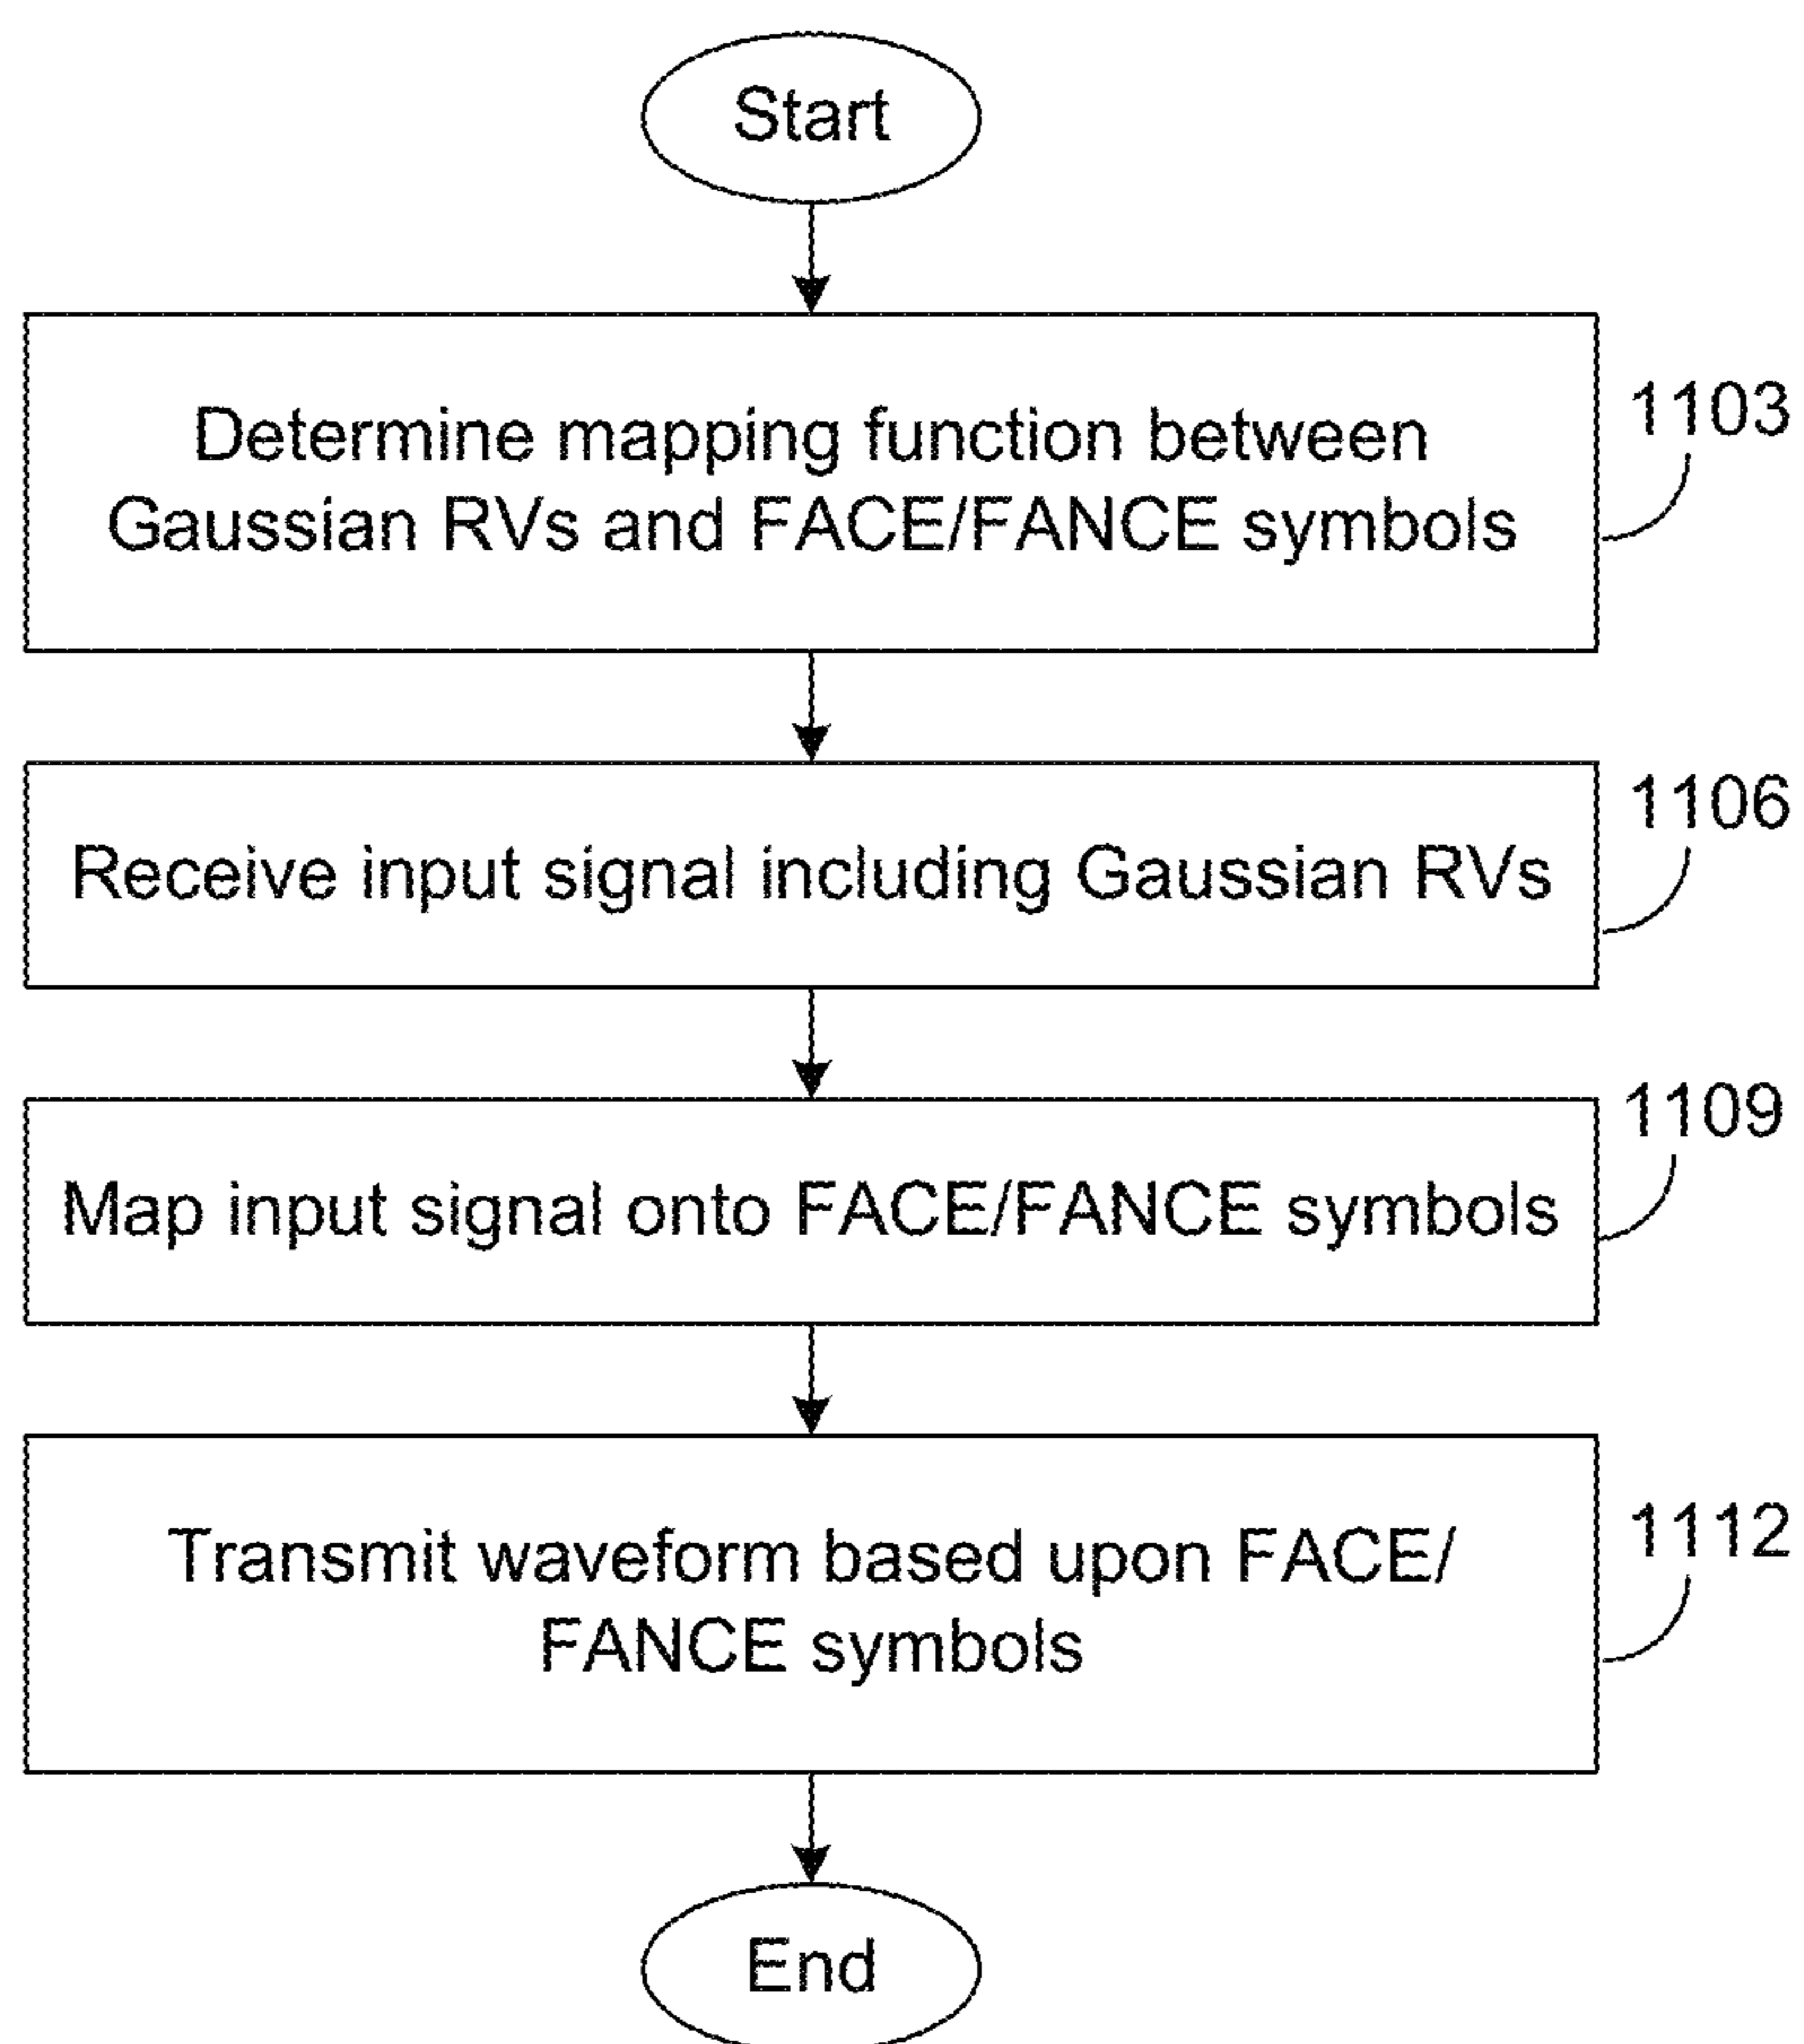 Start
Determine mapping function between
Gaussian RVs and FACE/FANCE symbols
1103
Receive input signal including Gaussian RVs
1106
Map input signal onto FACE/FANCE symbols
1109
Transmit waveform based upon FACE/
FANCE symbols
1112
End